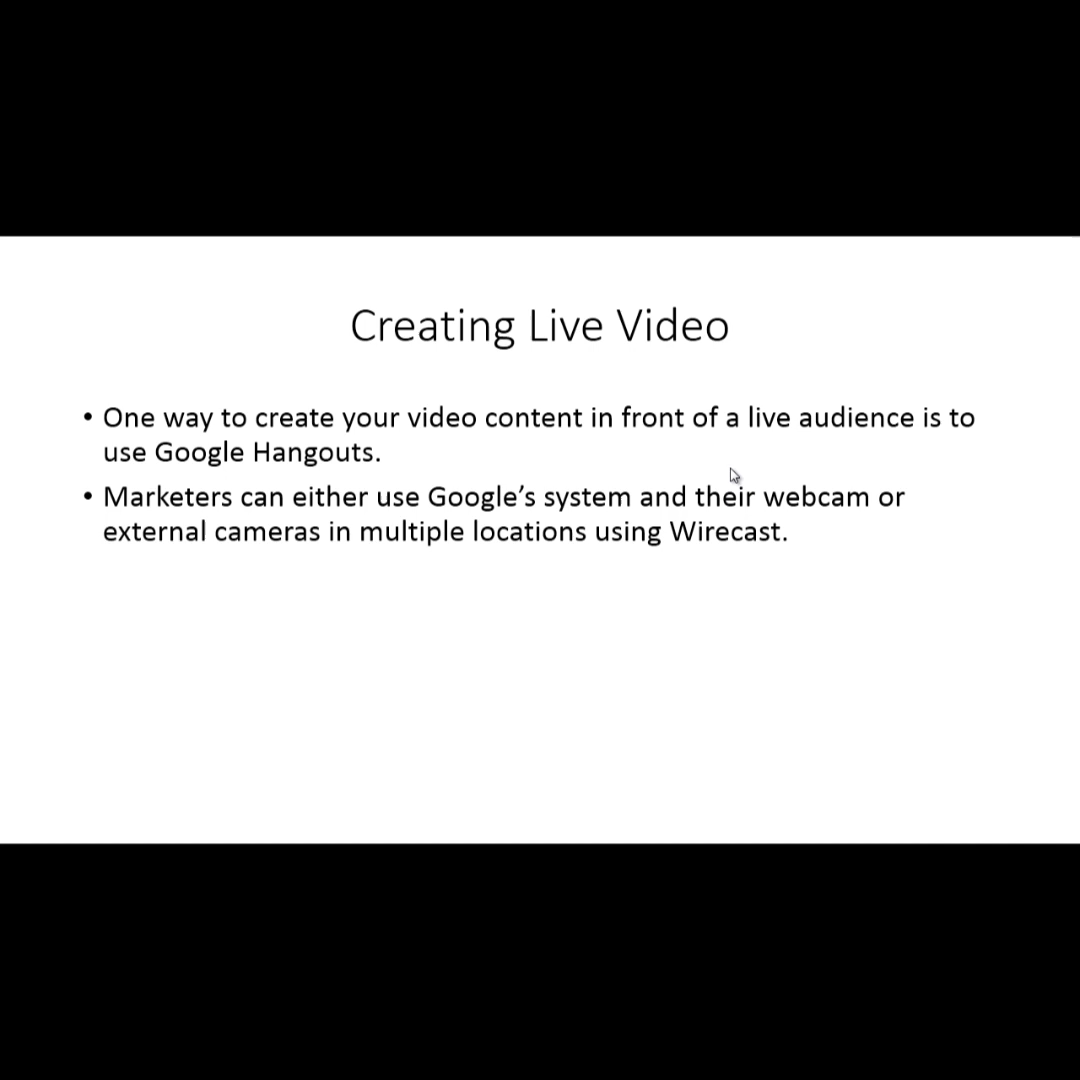 Creating Live Video
• One way to create your video content in front of a live audience is to
use Google Hangouts.
• Marketers can either use Google’s system and their webcam or
external cameras in multiple locations using Wirecast.